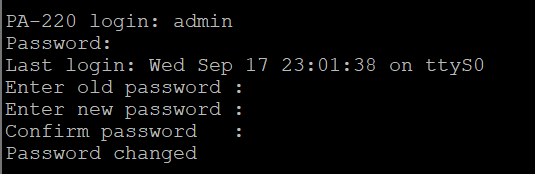 PA-220 login: admin
Password:
Last login: Wed Sep 17 23:01:38 on ttyS0
Enter old password :
Enter new password :
Confirm password   :
Password changed